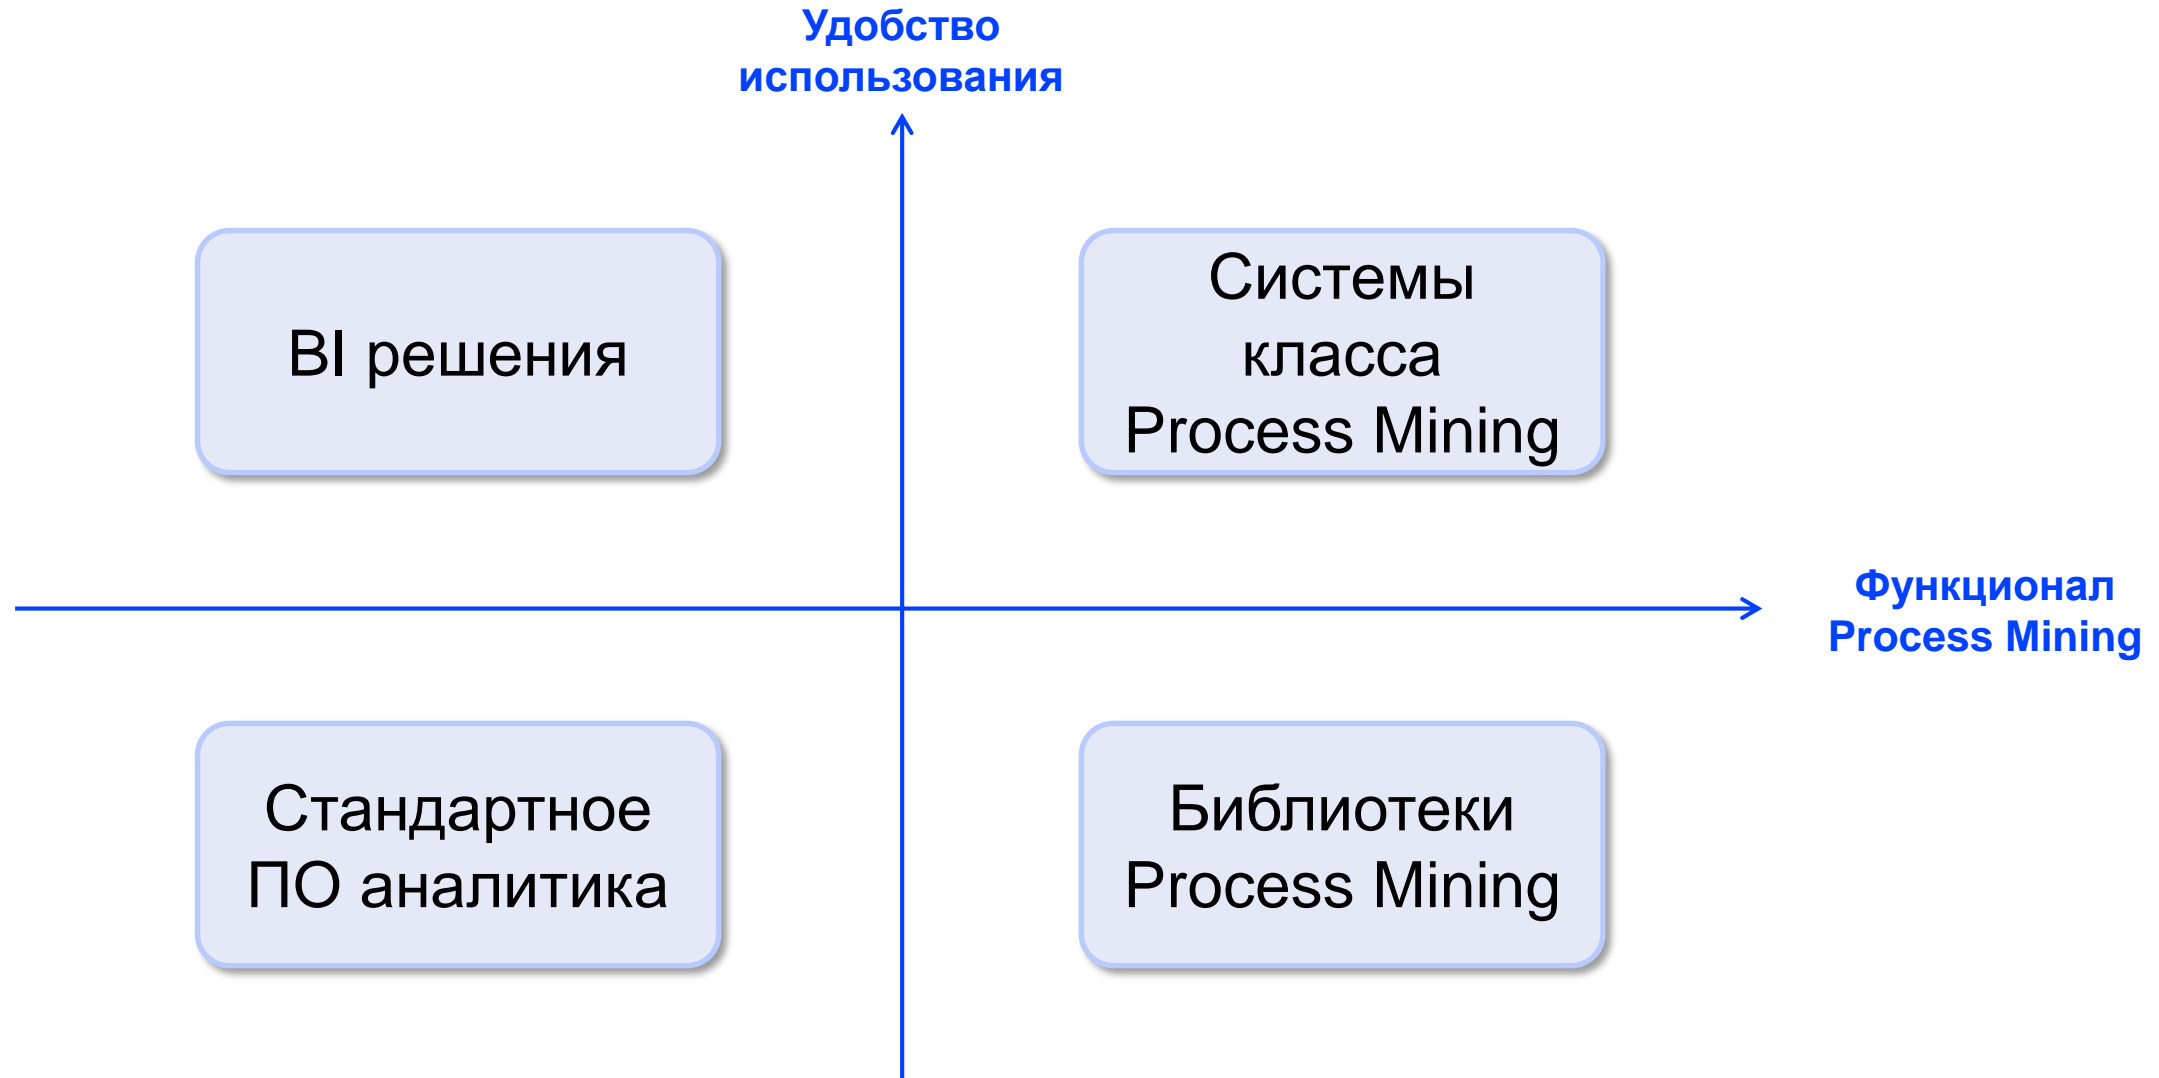 Удобство
использования
BI решения
Системы
класса
Process Mining
Функционал
Process Mining
Стандартное
ПО аналитика
Библиотеки
Process Mining